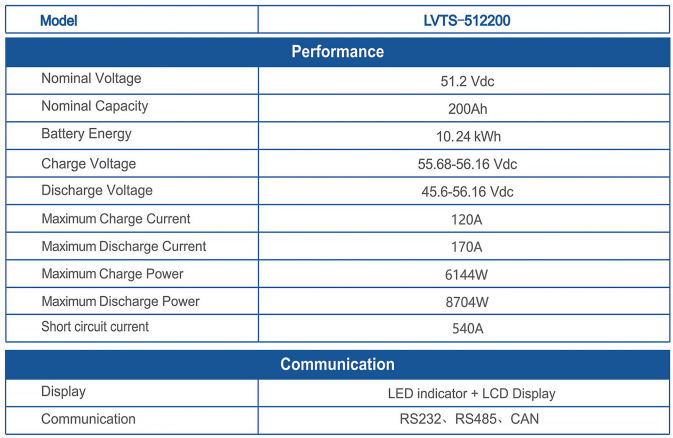 Model LVTS-512200
Performance
Nominal Voltage 51.2 Vdc
Nominal Capacity 200Ah
Battery Energy 10.24 kWh
Charge Voltage 55.68-56.16 Vdc
Discharge Voltage 45.6-56.16 Vdc
Maximum Charge Current 120A
Maximum Discharge Current 170A
Maximum Charge Power 6144W
Maximum Discharge Power 8704W
Short circuit current 540A
Communication
Display LED indicator + LCD Display
Communication RS232、RS485、CAN